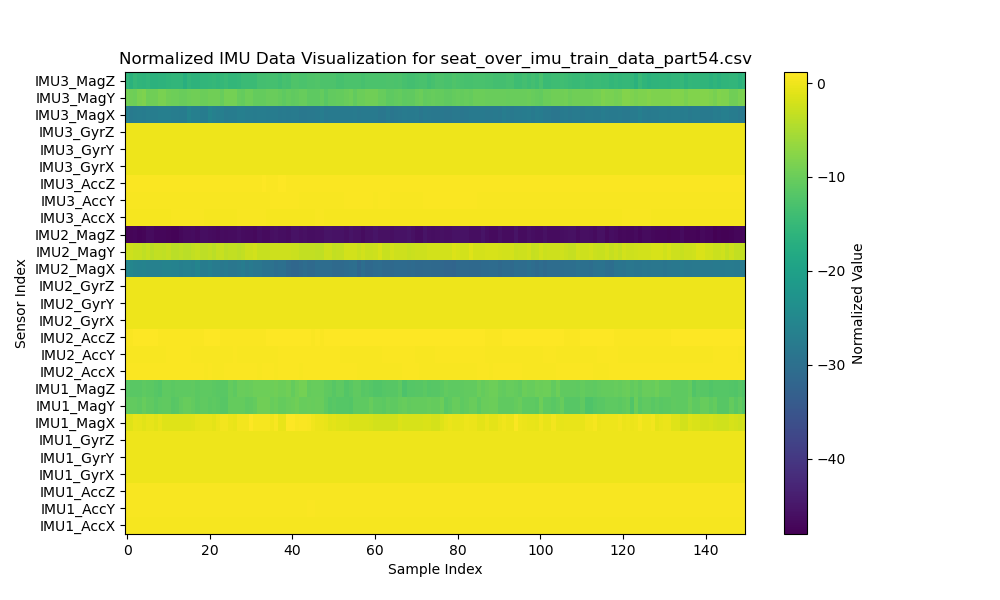 Normalized IMU Data Visualization for seat_over_imu_train_data_part54.csv
IMU3_MagZ
IMU3_MagY
IMU3_MagX
IMU3_GyrZ
IMU3_GyrY
IMU3_GyrX
IMU3_AccZ
IMU3_AccY
IMU3_AccX
IMU2_MagZ
IMU2_MagY
IMU2_MagX
IMU2_GyrZ
IMU2_GyrY
IMU2_GyrX
IMU2_AccZ
IMU2_AccY
IMU2_AccX
IMU1_MagZ
IMU1_MagY
IMU1_MagX
IMU1_GyrZ
IMU1_GyrY
IMU1_GyrX
IMU1_AccZ
IMU1_AccY
IMU1_AccX
Sensor Index
0 20 40 60 80 100 120 140
Sample Index
0
−10
−20
−30
−40
Normalized Value